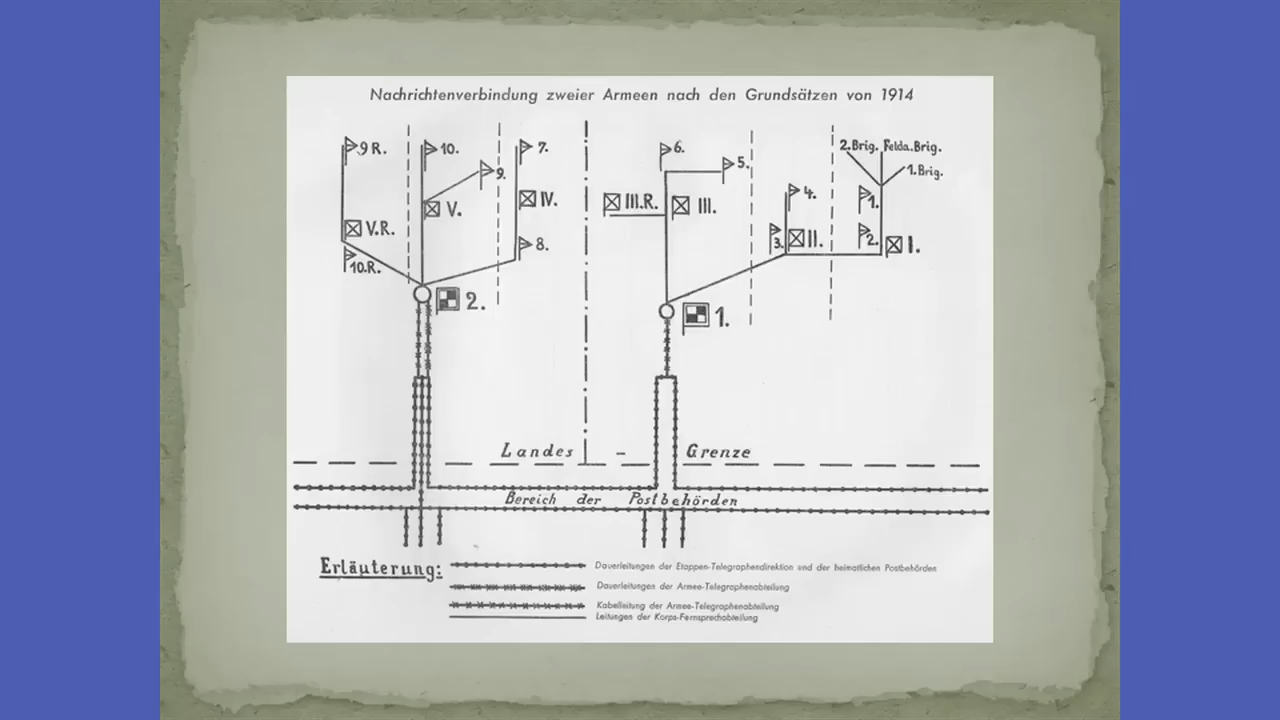 Nachrichtenverbindung zweier Armeen nach den Grundsätzen von 1914
9 R. 10. 7. 6. 2. Brig. Felda. Brig.
9. 5. 1. Brig.
V. IV. III.R. III. 4. 1.
V.R. 8. 3. II. 2. I.
10.R.
2. 1.
Landes - Grenze
Bereich der Postbehörden
Erläuterung: Dauerleitungen der Etappen-Telegraphendirektion und der heimatlichen Postbehörden
Dauerleitungen der Armee-Telegraphenabteilung
Kabelleitung der Armee-Telegraphenabteilung
Leitungen der Korps-Fernsprechabteilung